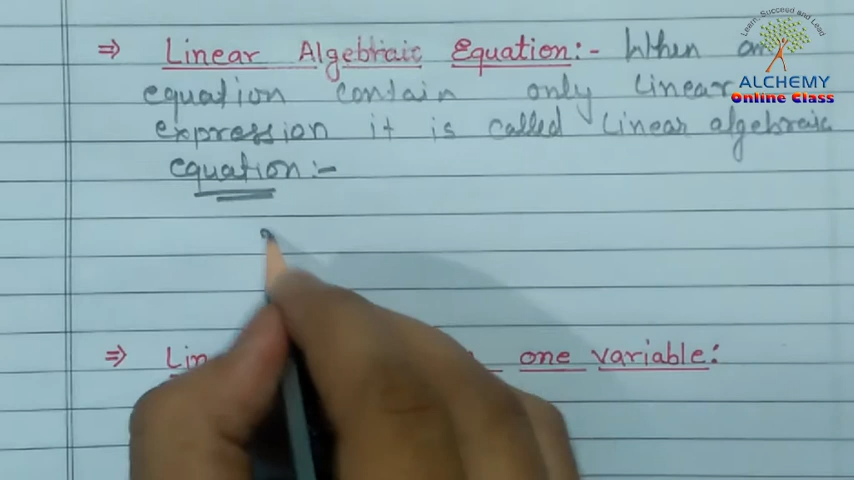 Learn, Succeed and Lead
ALCHEMY
Online Class
⇒ Linear Algebraic Equation:- When an
equation contain only linear
expression it is called linear algebraic
equation:-
⇒ Lin one variable: